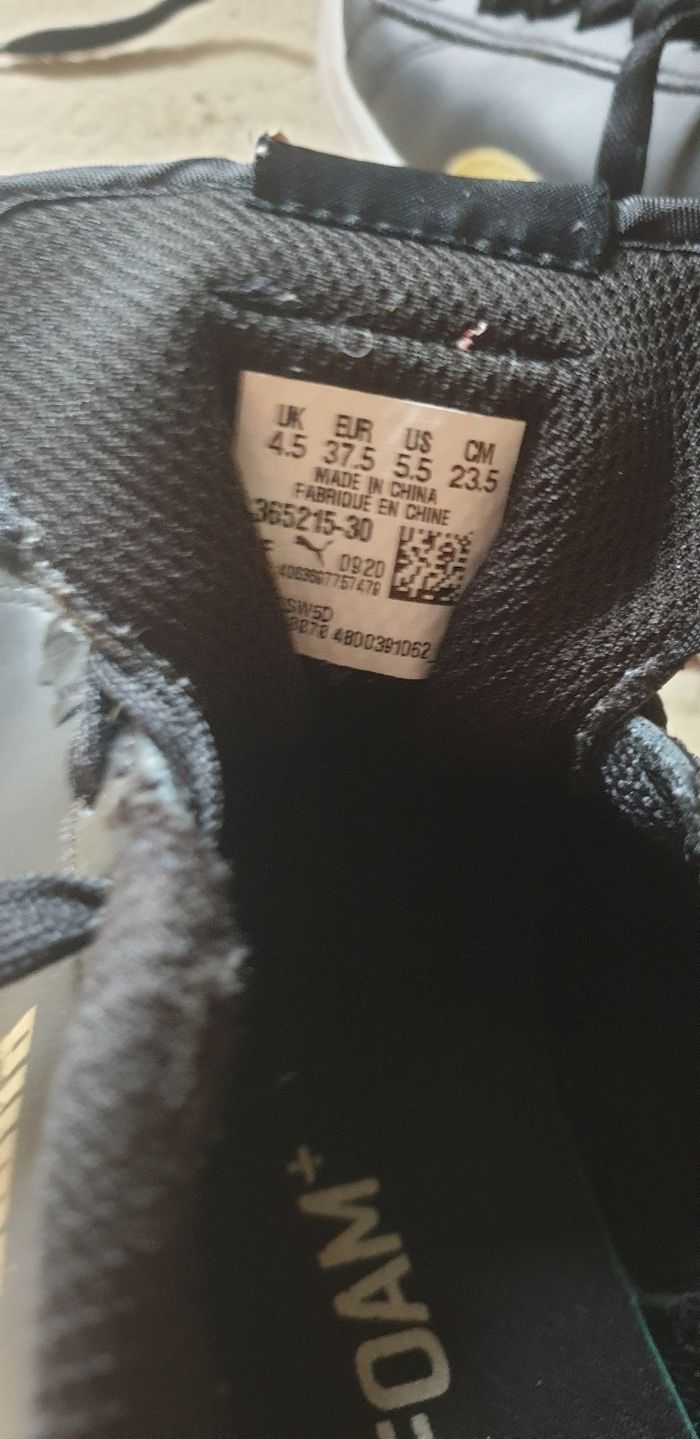 UK EUR US CM
4.5 37.5 5.5 23.5
MADE IN CHINA
FABRIQUE EN CHINE
365215-30
0920
SW5D
4800391062
FOAM+